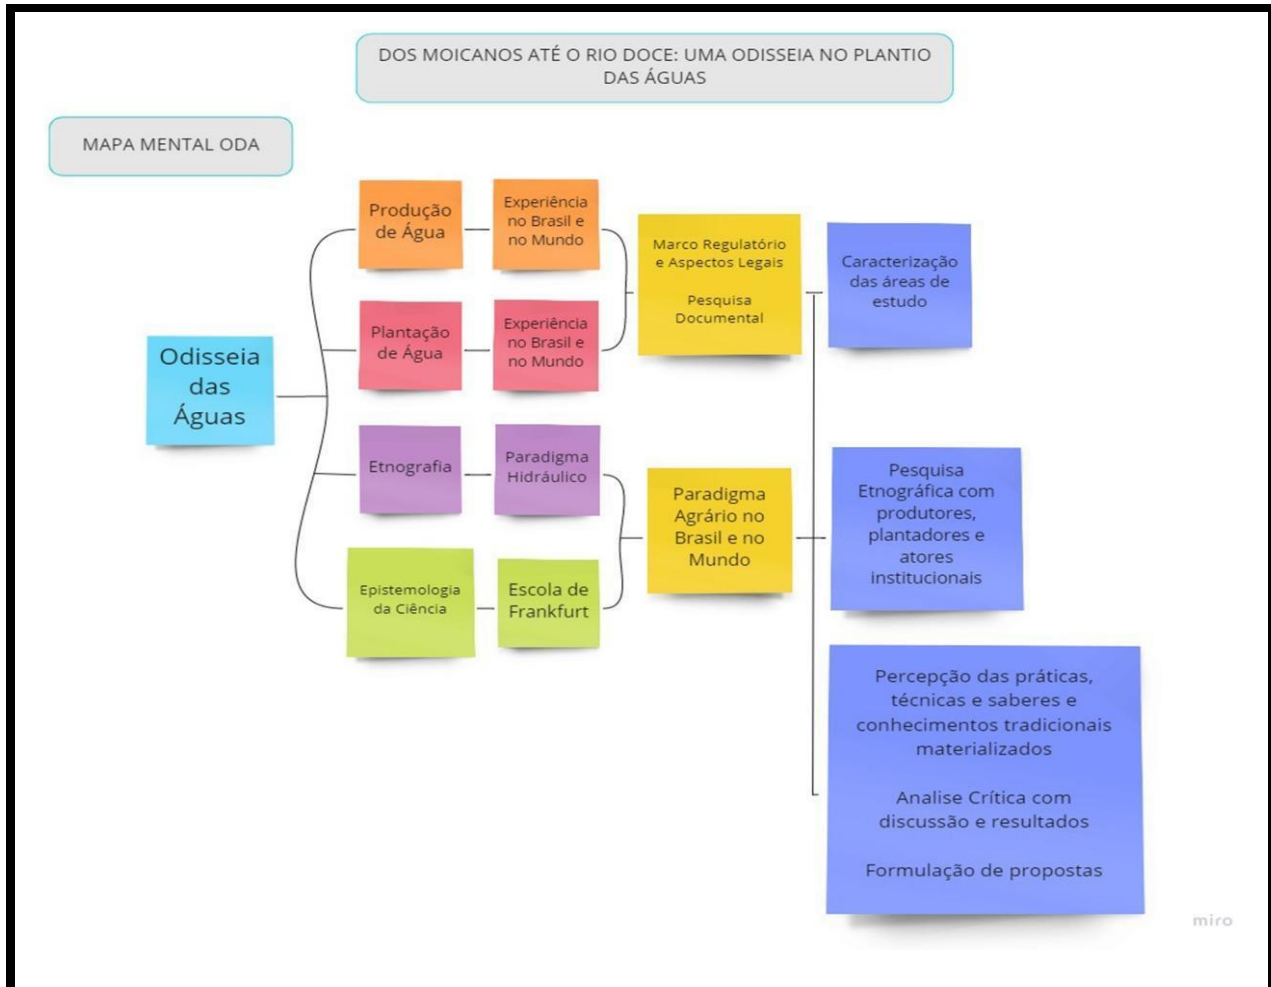 DOS MOICANOS ATÉ O RIO DOCE: UMA ODISSEIA NO PLANTIO
DAS ÁGUAS
MAPA MENTAL ODA
Odisseia
das
Águas
Produção
de Água
Experiência
no Brasil e
no Mundo
Plantação
de Água
Experiência
no Brasil e
no Mundo
Etnografia
Paradigma
Hidráulico
Epistemologia
da Ciência
Escola de
Frankfurt
Marco Regulatório
e Aspectos Legais
Pesquisa
Documental
Paradigma
Agrário no
Brasil e no
Mundo
Caracterização
das áreas de
estudo
Pesquisa
Etnográfica com
produtores,
plantadores e
atores
institucionais
Percepção das práticas,
técnicas e saberes e
conhecimentos tradicionais
materializados
Analise Crítica com
discussão e resultados
Formulação de propostas
miro